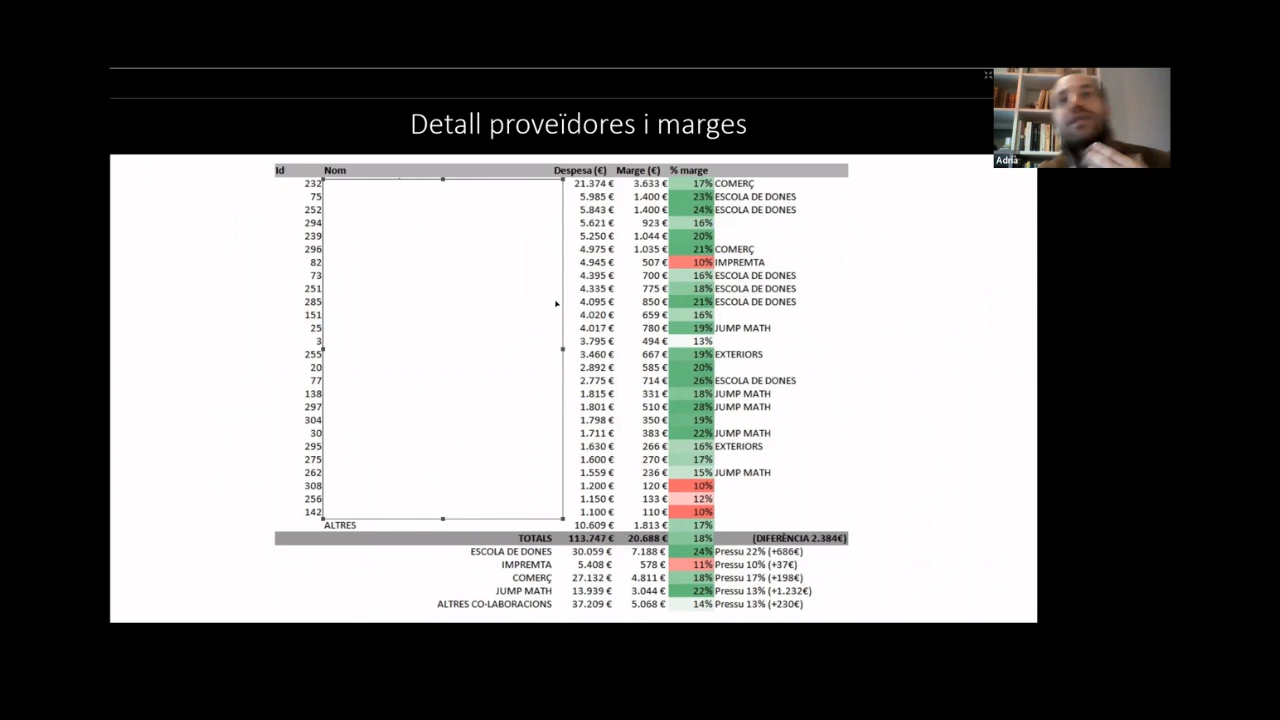 Detall proveïdores i marges
Adrià
Id Nom Despesa (€) Marge (€) % marge
232 21.374 € 3.633 € 17% COMERÇ
75 5.985 € 1.400 € 23% ESCOLA DE DONES
252 5.843 € 1.400 € 24% ESCOLA DE DONES
294 5.621 € 923 € 16%
239 5.250 € 1.044 € 20%
296 4.975 € 1.035 € 21% COMERÇ
82 4.945 € 507 € 10% IMPREMTA
73 4.395 € 700 € 16% ESCOLA DE DONES
251 4.335 € 775 € 18% ESCOLA DE DONES
285 4.095 € 850 € 21% ESCOLA DE DONES
151 4.020 € 659 € 16%
25 4.017 € 780 € 19% JUMP MATH
3 3.795 € 494 € 13%
255 3.460 € 667 € 19% EXTERIORS
20 2.892 € 585 € 20%
77 2.775 € 714 € 26% ESCOLA DE DONES
138 1.815 € 331 € 18% JUMP MATH
297 1.801 € 510 € 28% JUMP MATH
304 1.798 € 350 € 19%
30 1.711 € 383 € 22% JUMP MATH
295 1.630 € 266 € 16% EXTERIORS
275 1.600 € 270 € 17%
262 1.559 € 236 € 15% JUMP MATH
308 1.200 € 120 € 10%
256 1.150 € 133 € 12%
142 1.100 € 110 € 10%
ALTRES 10.609 € 1.813 € 17%
TOTALS 113.747 € 20.688 € 18% (DIFERÈNCIA 2.384€)
ESCOLA DE DONES 30.059 € 7.188 € 24% Pressu 22% (+686€)
IMPREMTA 5.408 € 578 € 11% Pressu 10% (+37€)
COMERÇ 27.132 € 4.811 € 18% Pressu 17% (+198€)
JUMP MATH 13.939 € 3.044 € 22% Pressu 13% (+1.232€)
ALTRES CO·LABORACIONS 37.209 € 5.068 € 14% Pressu 13% (+230€)